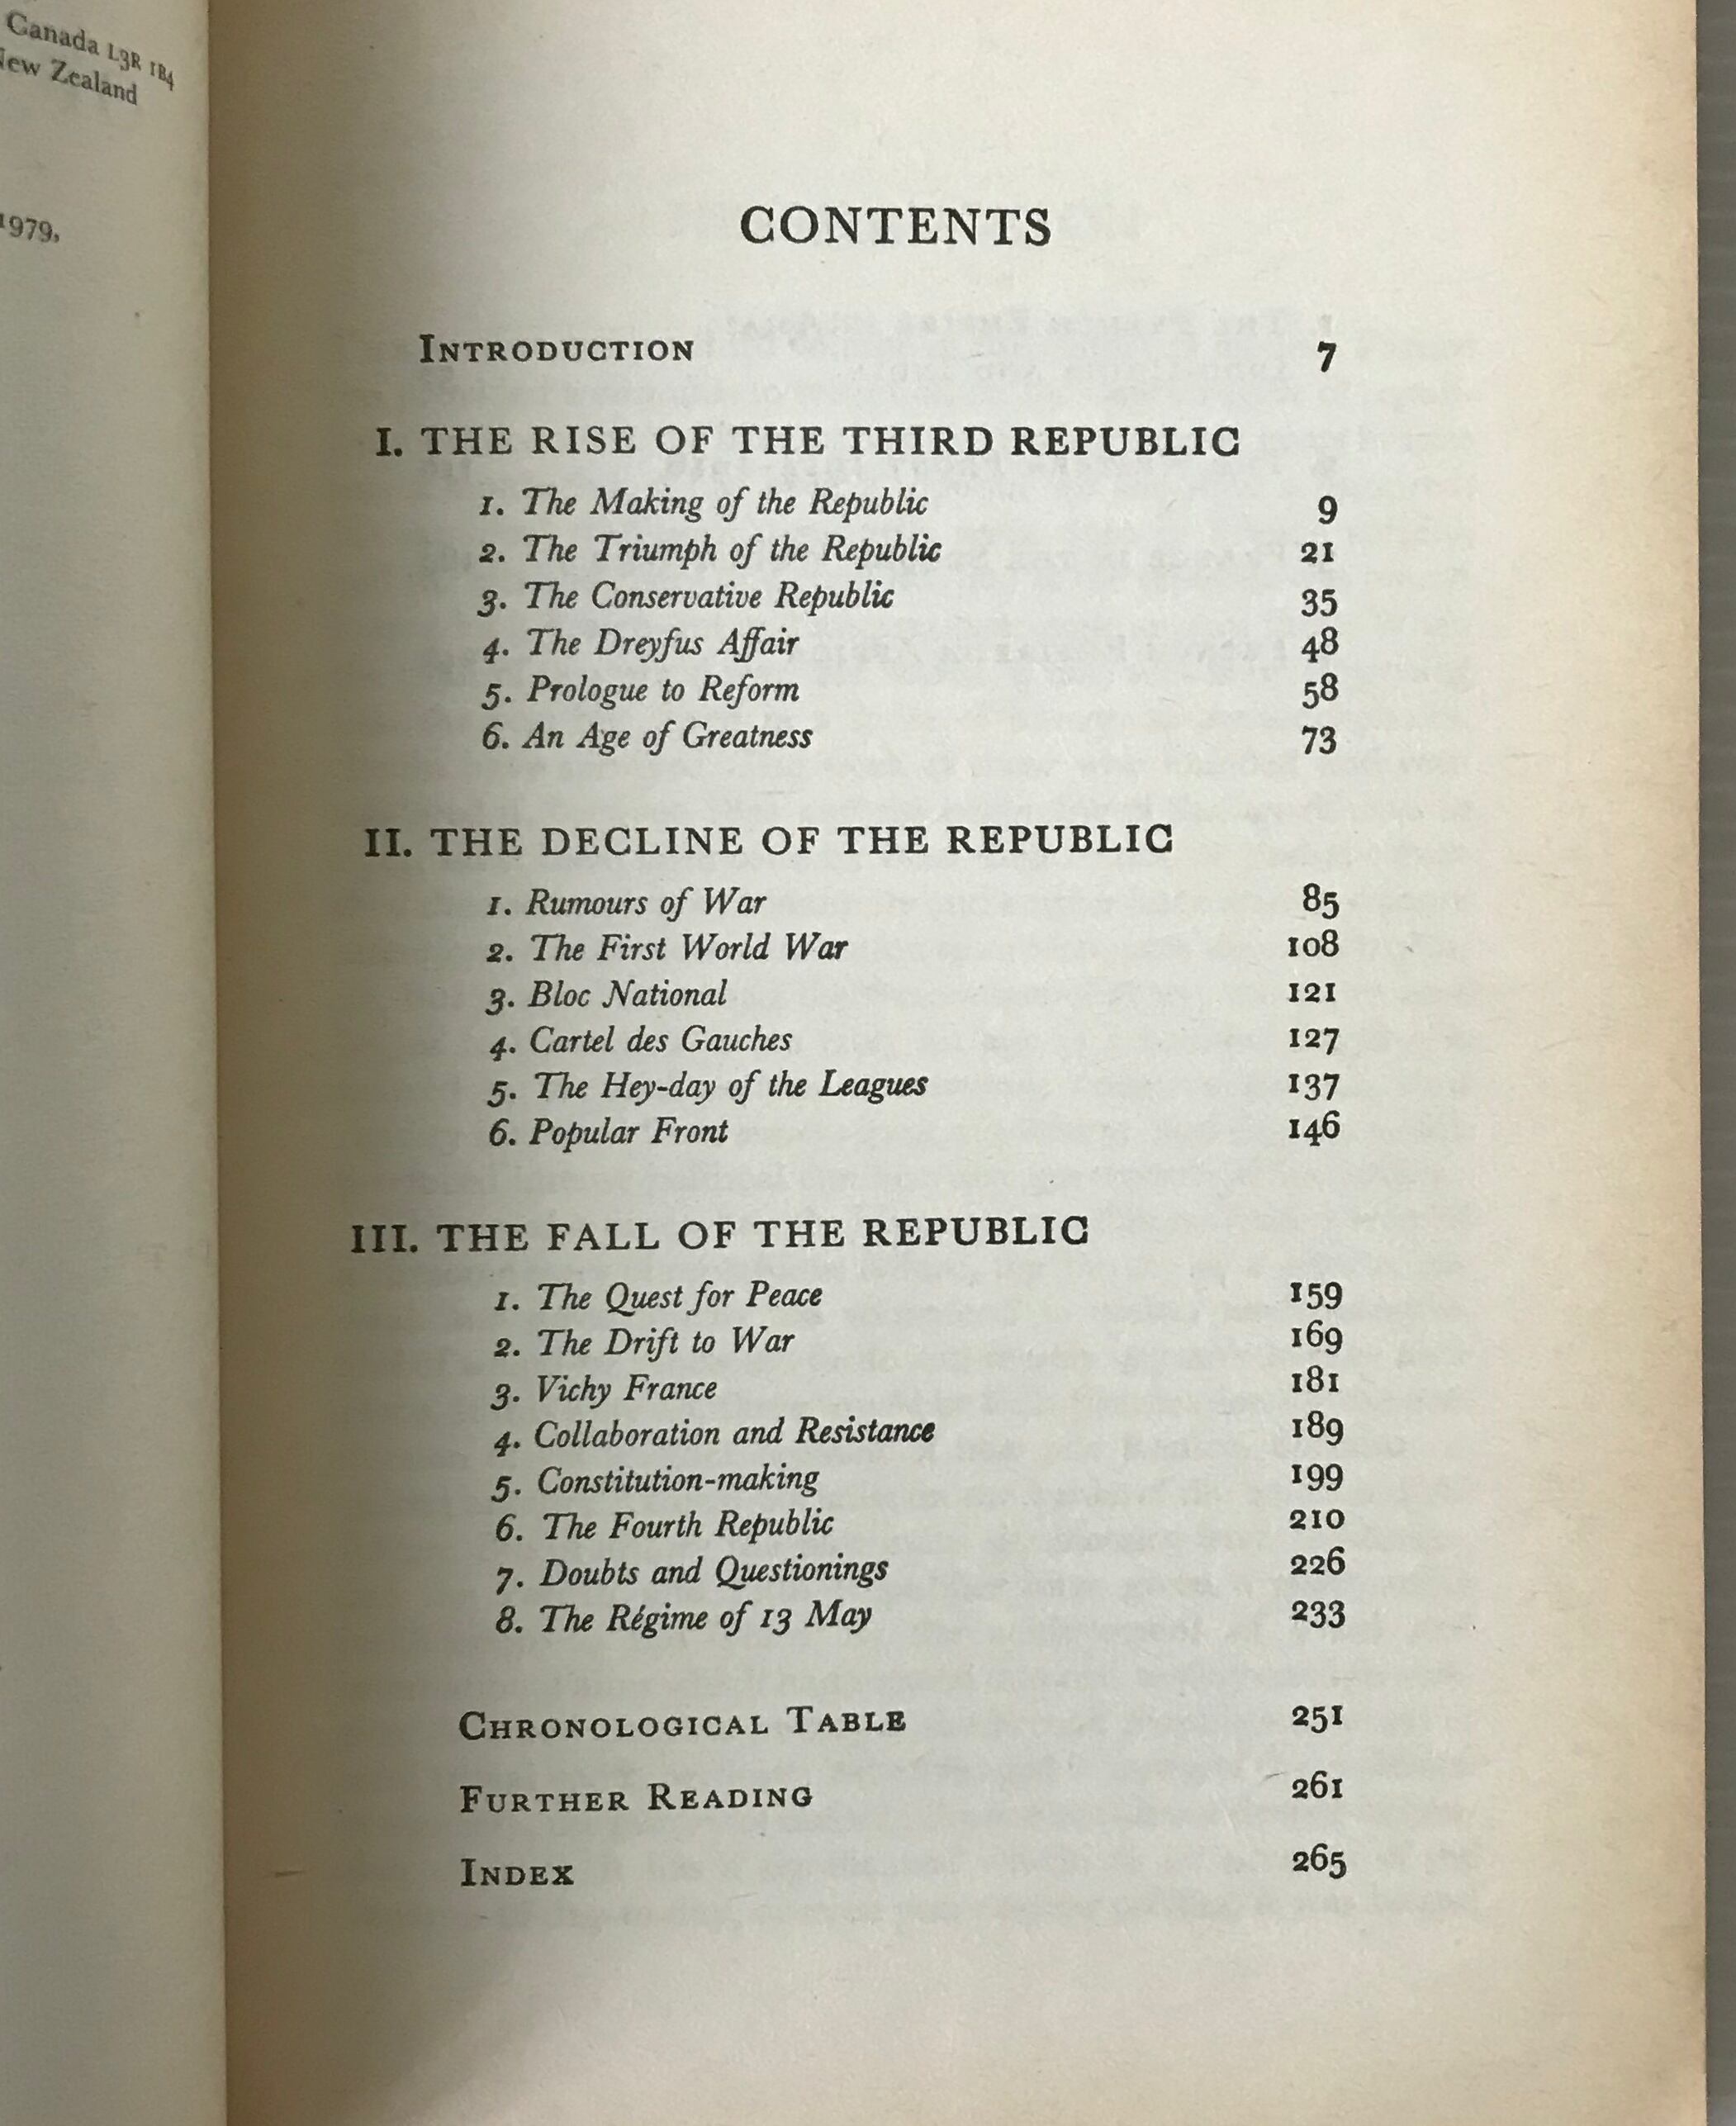 Canada L3R 1B4
New Zealand
1979,
CONTENTS
INTRODUCTION 7
I. THE RISE OF THE THIRD REPUBLIC
1. The Making of the Republic 9
2. The Triumph of the Republic 21
3. The Conservative Republic 35
4. The Dreyfus Affair 48
5. Prologue to Reform 58
6. An Age of Greatness 73
II. THE DECLINE OF THE REPUBLIC
1. Rumours of War 85
2. The First World War 108
3. Bloc National 121
4. Cartel des Gauches 127
5. The Hey-day of the Leagues 137
6. Popular Front 146
III. THE FALL OF THE REPUBLIC
1. The Quest for Peace 159
2. The Drift to War 169
3. Vichy France 181
4. Collaboration and Resistance 189
5. Constitution-making 199
6. The Fourth Republic 210
7. Doubts and Questionings 226
8. The Régime of 13 May 233
CHRONOLOGICAL TABLE 251
FURTHER READING 261
INDEX 265